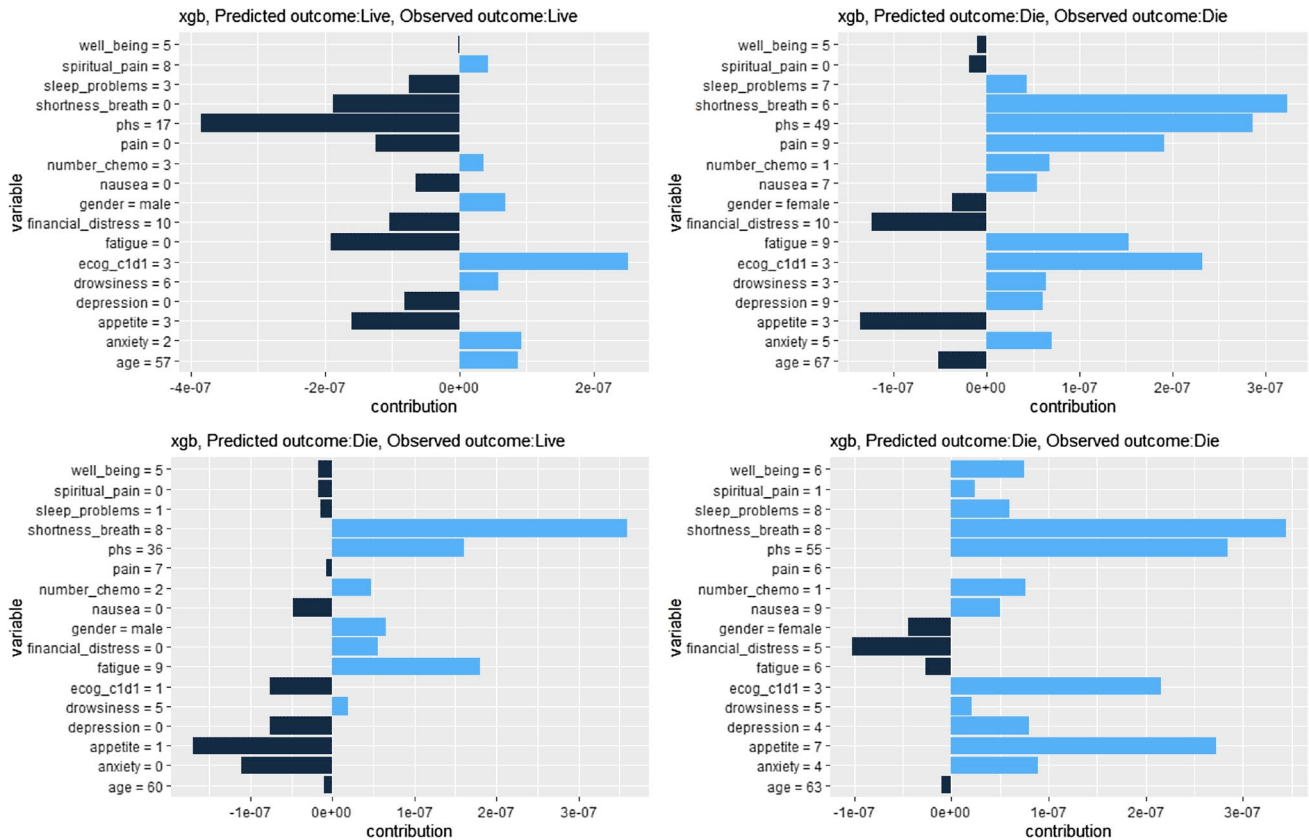 xgb, Predicted outcome:Live, Observed outcome:Live
variable
well_being = 5
spiritual_pain = 8
sleep_problems = 3
shortness_breath = 0
phs = 17
pain = 0
number_chemo = 3
nausea = 0
gender = male
financial_distress = 10
fatigue = 0
ecog_c1d1 = 3
drowsiness = 6
depression = 0
appetite = 3
anxiety = 2
age = 57
-4e-07 -2e-07 0e+00 2e-07
contribution
xgb, Predicted outcome:Die, Observed outcome:Die
variable
well_being = 5
spiritual_pain = 0
sleep_problems = 7
shortness_breath = 6
phs = 49
pain = 9
number_chemo = 1
nausea = 7
gender = female
financial_distress = 10
fatigue = 9
ecog_c1d1 = 3
drowsiness = 3
depression = 9
appetite = 3
anxiety = 5
age = 67
-1e-07 0e+00 1e-07 2e-07 3e-07
contribution
xgb, Predicted outcome:Die, Observed outcome:Live
variable
well_being = 5
spiritual_pain = 0
sleep_problems = 1
shortness_breath = 8
phs = 36
pain = 7
number_chemo = 2
nausea = 0
gender = male
financial_distress = 0
fatigue = 9
ecog_c1d1 = 1
drowsiness = 5
depression = 0
appetite = 1
anxiety = 0
age = 60
-1e-07 0e+00 1e-07 2e-07 3e-07
contribution
xgb, Predicted outcome:Die, Observed outcome:Die
variable
well_being = 6
spiritual_pain = 1
sleep_problems = 8
shortness_breath = 8
phs = 55
pain = 6
number_chemo = 1
nausea = 9
gender = female
financial_distress = 5
fatigue = 6
ecog_c1d1 = 3
drowsiness = 5
depression = 4
appetite = 7
anxiety = 4
age = 63
-1e-07 0e+00 1e-07 2e-07 3e-07
contribution